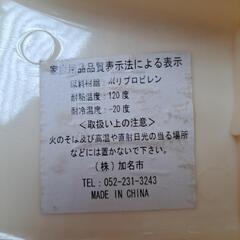 家庭用品品質表示法による表示
原料樹脂：ポリプロピレン
耐熱温度：120度
耐冷温度：-20度
＜取扱い上の注意＞
火のそば及び高温や直射日光の当る場所
などには置かないで下さい。
（株）加名市
TEL：052-231-3243
MADE IN CHINA